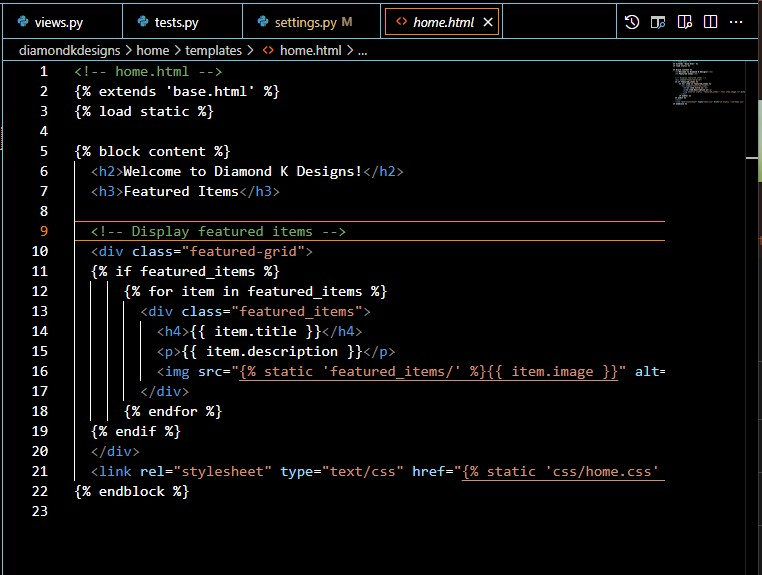 views.py tests.py settings.py M home.html
diamondkdesigns > home > templates > <> home.html > ...
1 <!-- home.html -->
2 {% extends 'base.html' %}
3 {% load static %}
4
5 {% block content %}
6 <h2>Welcome to Diamond K Designs!</h2>
7 <h3>Featured Items</h3>
8
9 <!-- Display featured items -->
10 <div class="featured-grid">
11 {% if featured_items %}
12 {% for item in featured_items %}
13 <div class="featured_items">
14 <h4>{{ item.title }}</h4>
15 <p>{{ item.description }}</p>
16 <img src="{% static 'featured_items/' %}{{ item.image }}" alt=
17 </div>
18 {% endfor %}
19 {% endif %}
20 </div>
21 <link rel="stylesheet" type="text/css" href="{% static 'css/home.css'
22 {% endblock %}
23